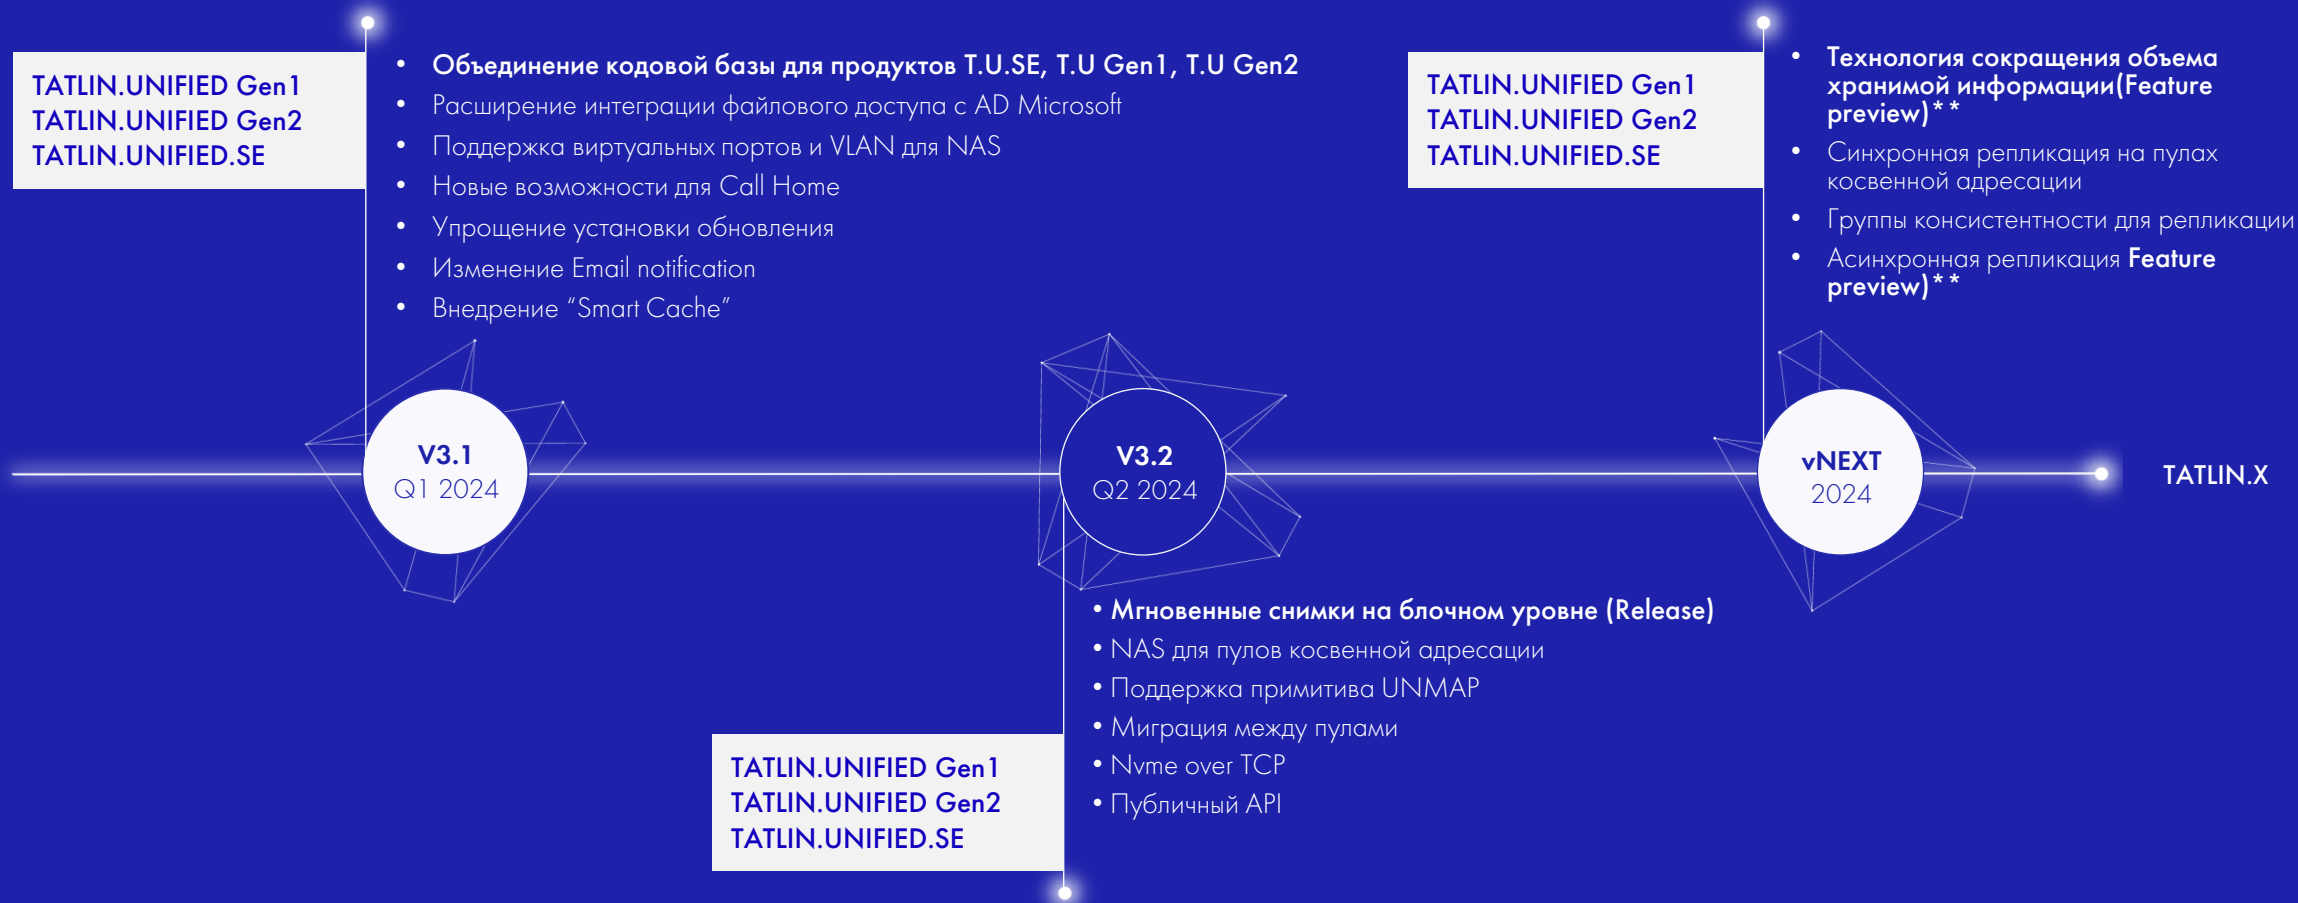 TATLIN.UNIFIED Gen1
TATLIN.UNIFIED Gen2
TATLIN.UNIFIED.SE
• Объединение кодовой базы для продуктов T.U.SE, T.U Gen1, T.U Gen2
• Расширение интеграции файлового доступа с AD Microsoft
• Поддержка виртуальных портов и VLAN для NAS
• Новые возможности для Call Home
• Упрощение установки обновления
• Изменение Email notification
• Внедрение “Smart Cache”
V3.1
Q1 2024
V3.2
Q2 2024
TATLIN.UNIFIED Gen1
TATLIN.UNIFIED Gen2
TATLIN.UNIFIED.SE
• Мгновенные снимки на блочном уровне (Release)
• NAS для пулов косвенной адресации
• Поддержка примитива UNMAP
• Миграция между пулами
• Nvme over TCP
• Публичный API
TATLIN.UNIFIED Gen1
TATLIN.UNIFIED Gen2
TATLIN.UNIFIED.SE
• Технология сокращения объема
хранимой информации(Feature
preview)**
• Синхронная репликация на пулах
косвенной адресации
• Группы консистентности для репликации
• Асинхронная репликация Feature
preview)**
vNEXT
2024
TATLIN.X